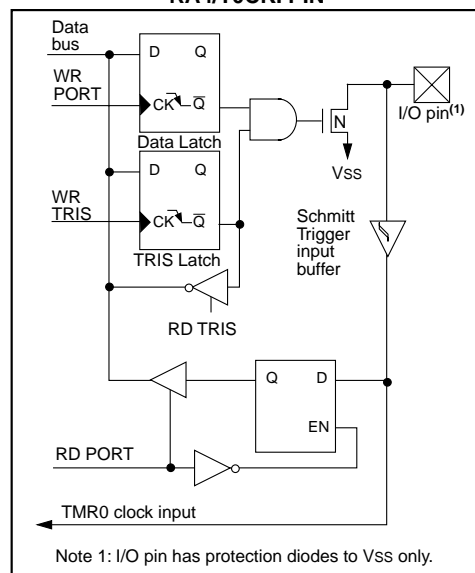 RA4/T0CKI PIN
Data
bus
D Q
WR
PORT
CK Q
Data Latch
N
I/O pin(1)
VSS
D Q
WR
TRIS
CK Q
TRIS Latch
Schmitt
Trigger
input
buffer
RD TRIS
Q D
EN
RD PORT
TMR0 clock input
Note 1: I/O pin has protection diodes to VSS only.